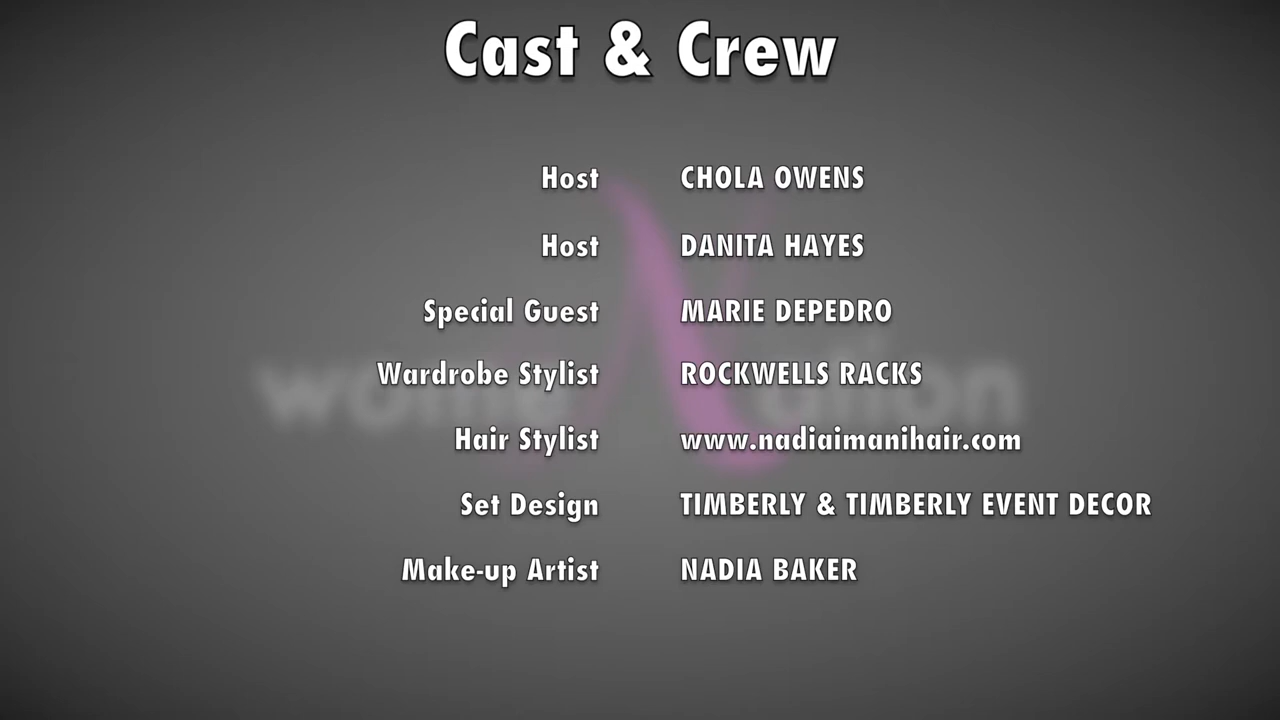 Cast & Crew
Host CHOLA OWENS
Host DANITA HAYES
Special Guest MARIE DEPEDRO
Wardrobe Stylist ROCKWELLS RACKS
Hair Stylist www.nadiaimanihair.com
Set Design TIMBERLY & TIMBERLY EVENT DECOR
Make-up Artist NADIA BAKER
womeNation